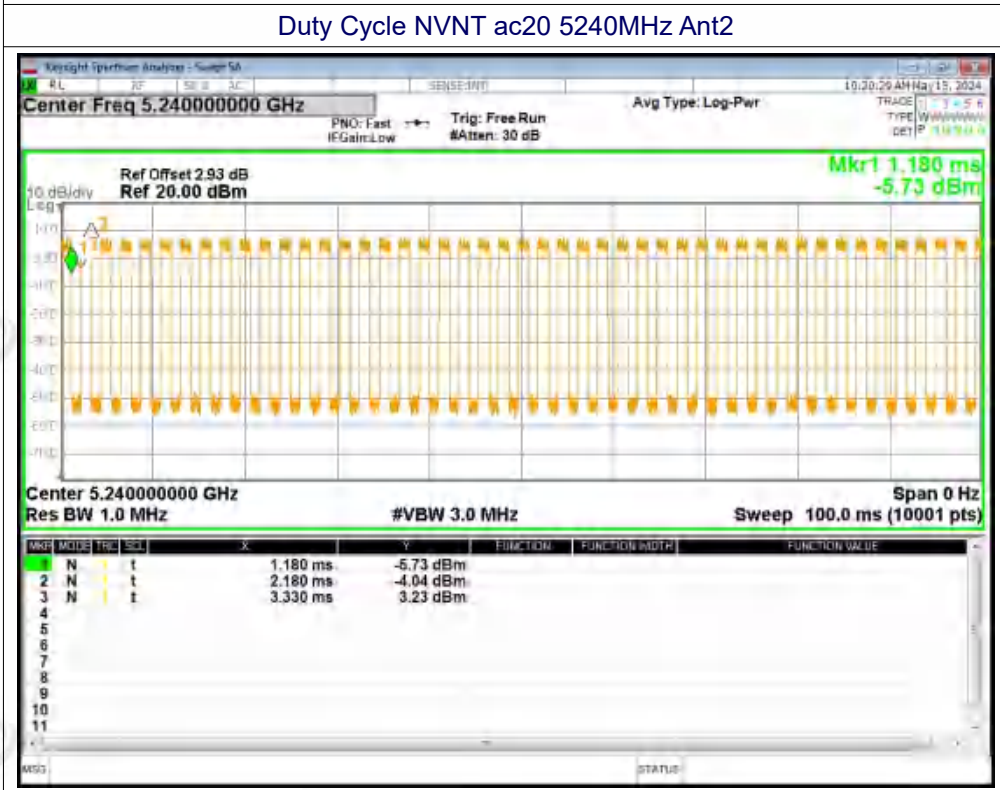 Duty Cycle NVNT ac20 5240MHz Ant2
Keysight Spectrum Analyzer - Swept SA
RL RF 50 Ω AC SENSE:INT 10:20:29 AM May 15, 2024
Center Freq 5.240000000 GHz
PNO: Fast
IFGain:Low
Trig: Free Run
#Atten: 30 dB
Avg Type: Log-Pwr
TRACE
TYPE
DET
Ref Offset 2.93 dB
Ref 20.00 dBm
10 dB/div
Log
Mkr1 1.180 ms
-5.73 dBm
Center 5.240000000 GHz
Span 0 Hz
Res BW 1.0 MHz
#VBW 3.0 MHz
Sweep 100.0 ms (10001 pts)
MKR MODE TRC SCL X Y FUNCTION FUNCTION WIDTH FUNCTION VALUE
1 N 1 t 1.180 ms -5.73 dBm
2 N 1 t 2.180 ms -4.04 dBm
3 N 1 t 3.330 ms 3.23 dBm
4
5
6
7
8
9
10
11
MSG STATUS